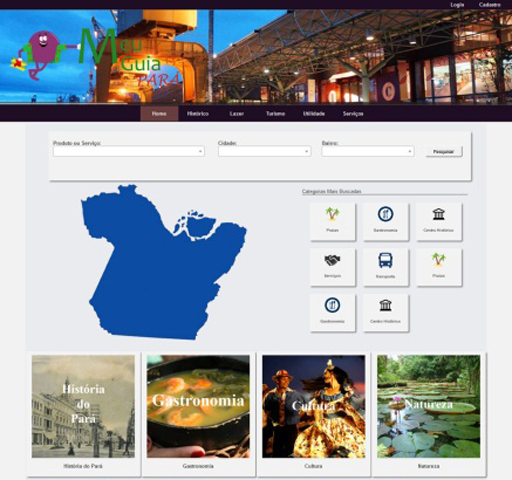 Login Cadastro
Meu
Guia
PARÁ
Home Histórico Lazer Turismo Utilidade Serviços
Produto ou Serviço: Cidade: Bairro:
Pesquisar
Categorias Mais Buscadas
Praias Gastronomia Centro Histórico
Serviços Transporte Praias
Gastronomia Centro Histórico
História
do
Pará
Gastronomia
Cultura
Natureza
História do Pará Gastronomia Cultura Natureza